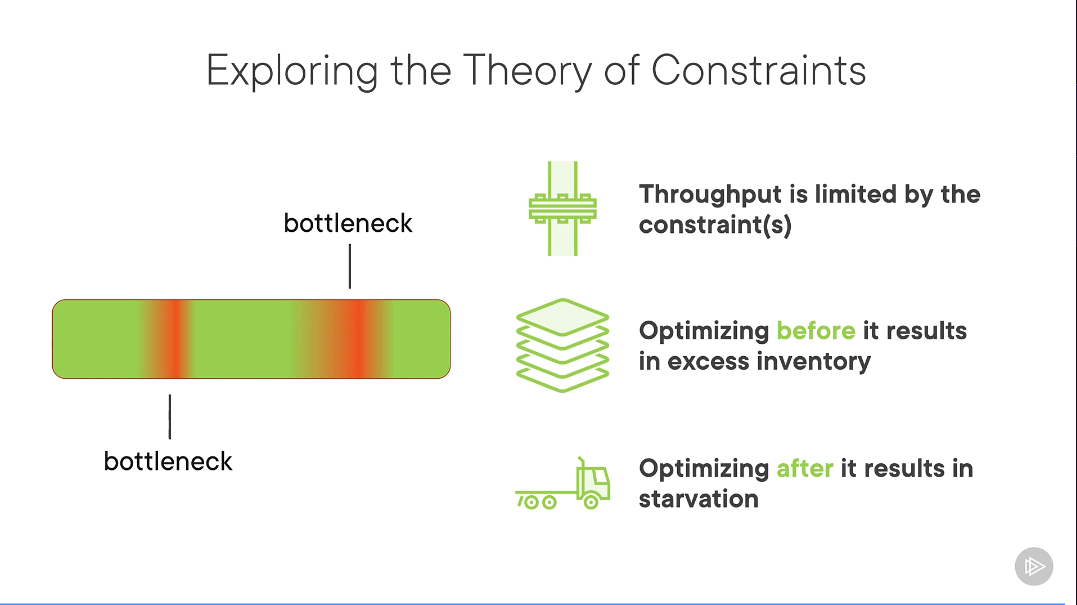 Exploring the Theory of Constraints
bottleneck
bottleneck
Throughput is limited by the
constraint(s)
Optimizing before it results
in excess inventory
Optimizing after it results in
starvation